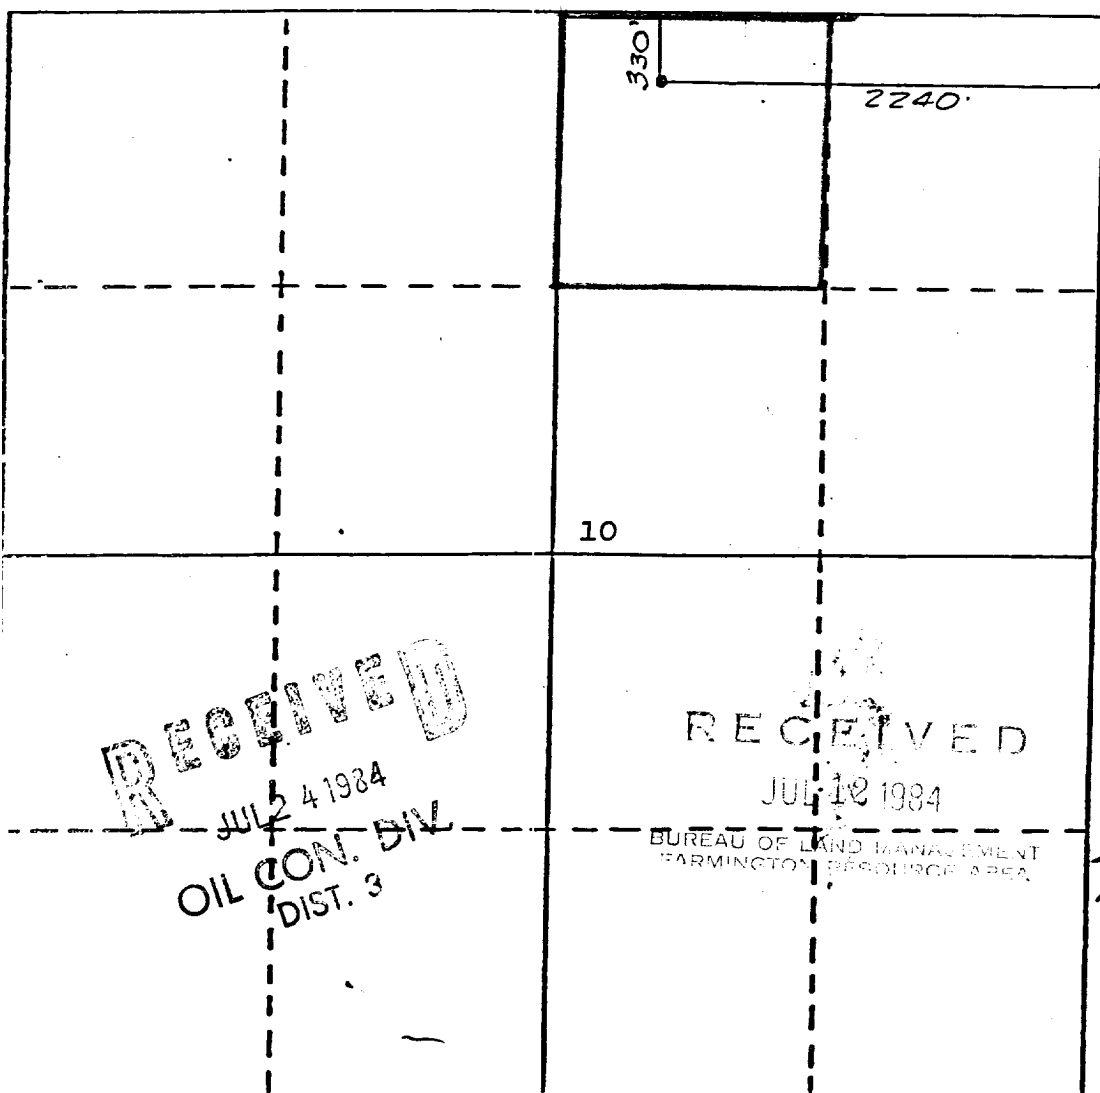 330'
2240'
10
RECEIVED
JUL 24 1984
OIL CON. DIV.
DIST. 3
RECEIVED
JUL 1984
BUREAU OF LAND MANAGEMENT
FARMINGTON RESOURCE AREA